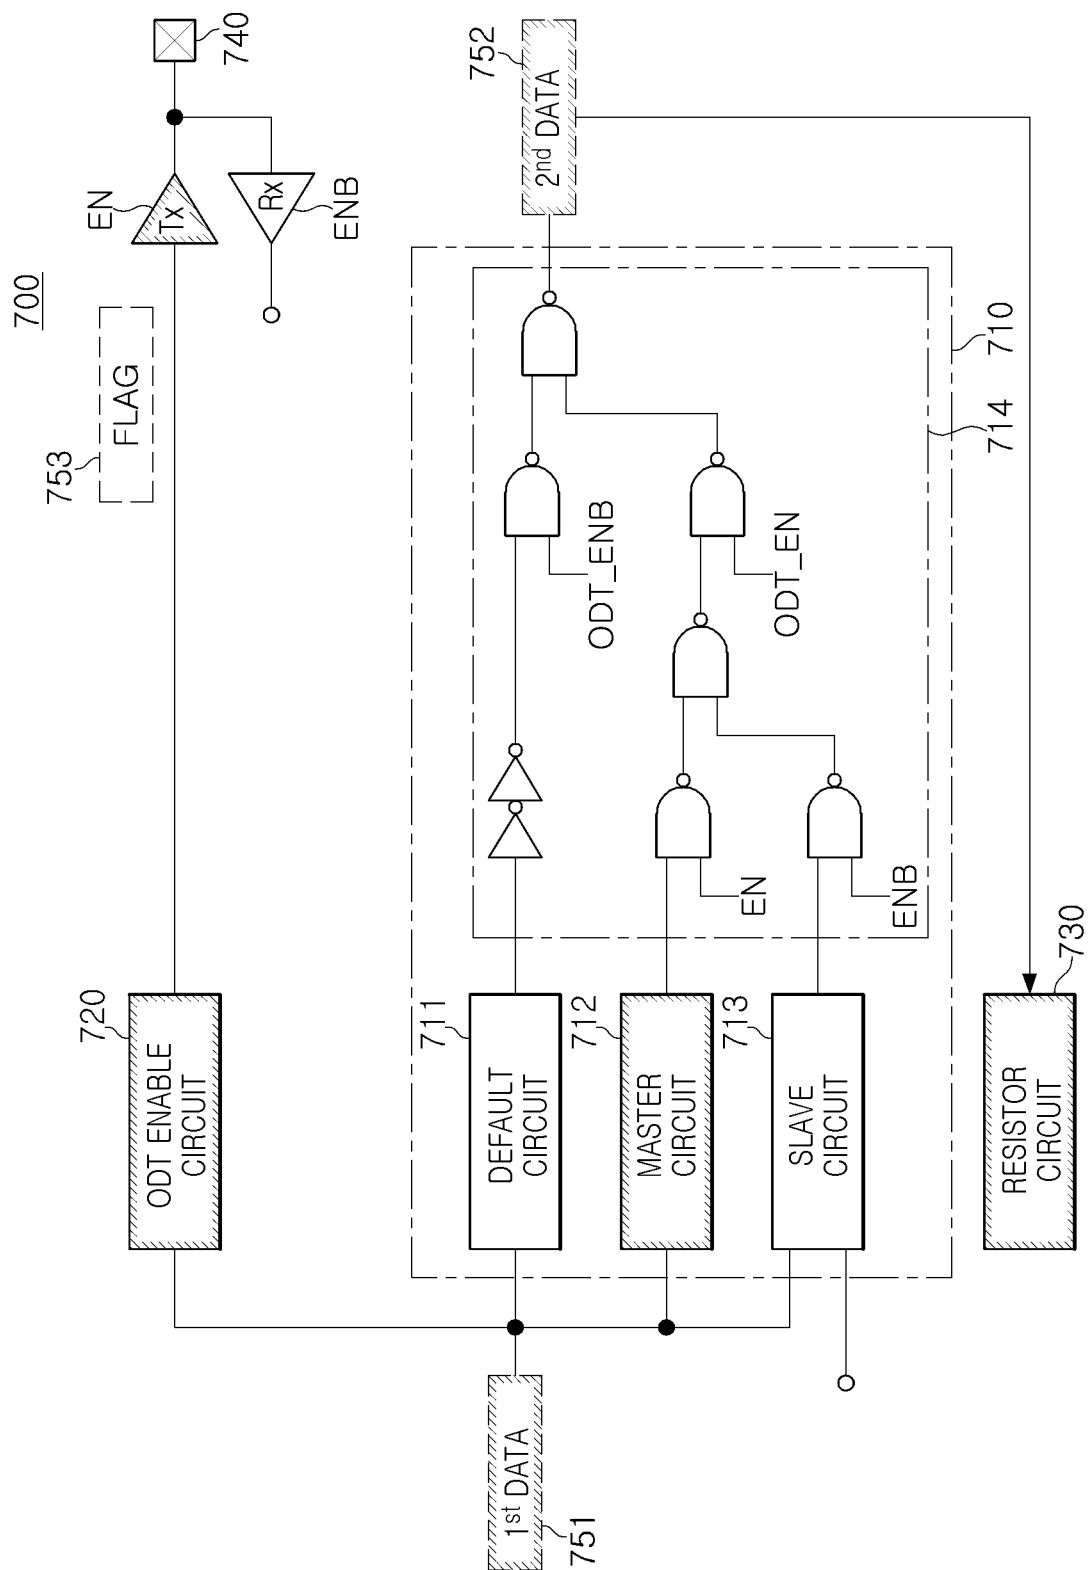 700
753
FLAG
EN
Tx
Rx
ENB
740
720
ODT ENABLE
CIRCUIT
751
1st DATA
711
DEFAULT
CIRCUIT
712
MASTER
CIRCUIT
713
SLAVE
CIRCUIT
EN
ENB
ODT_ENB
ODT_EN
752
2nd DATA
714
710
730
RESISTOR
CIRCUIT